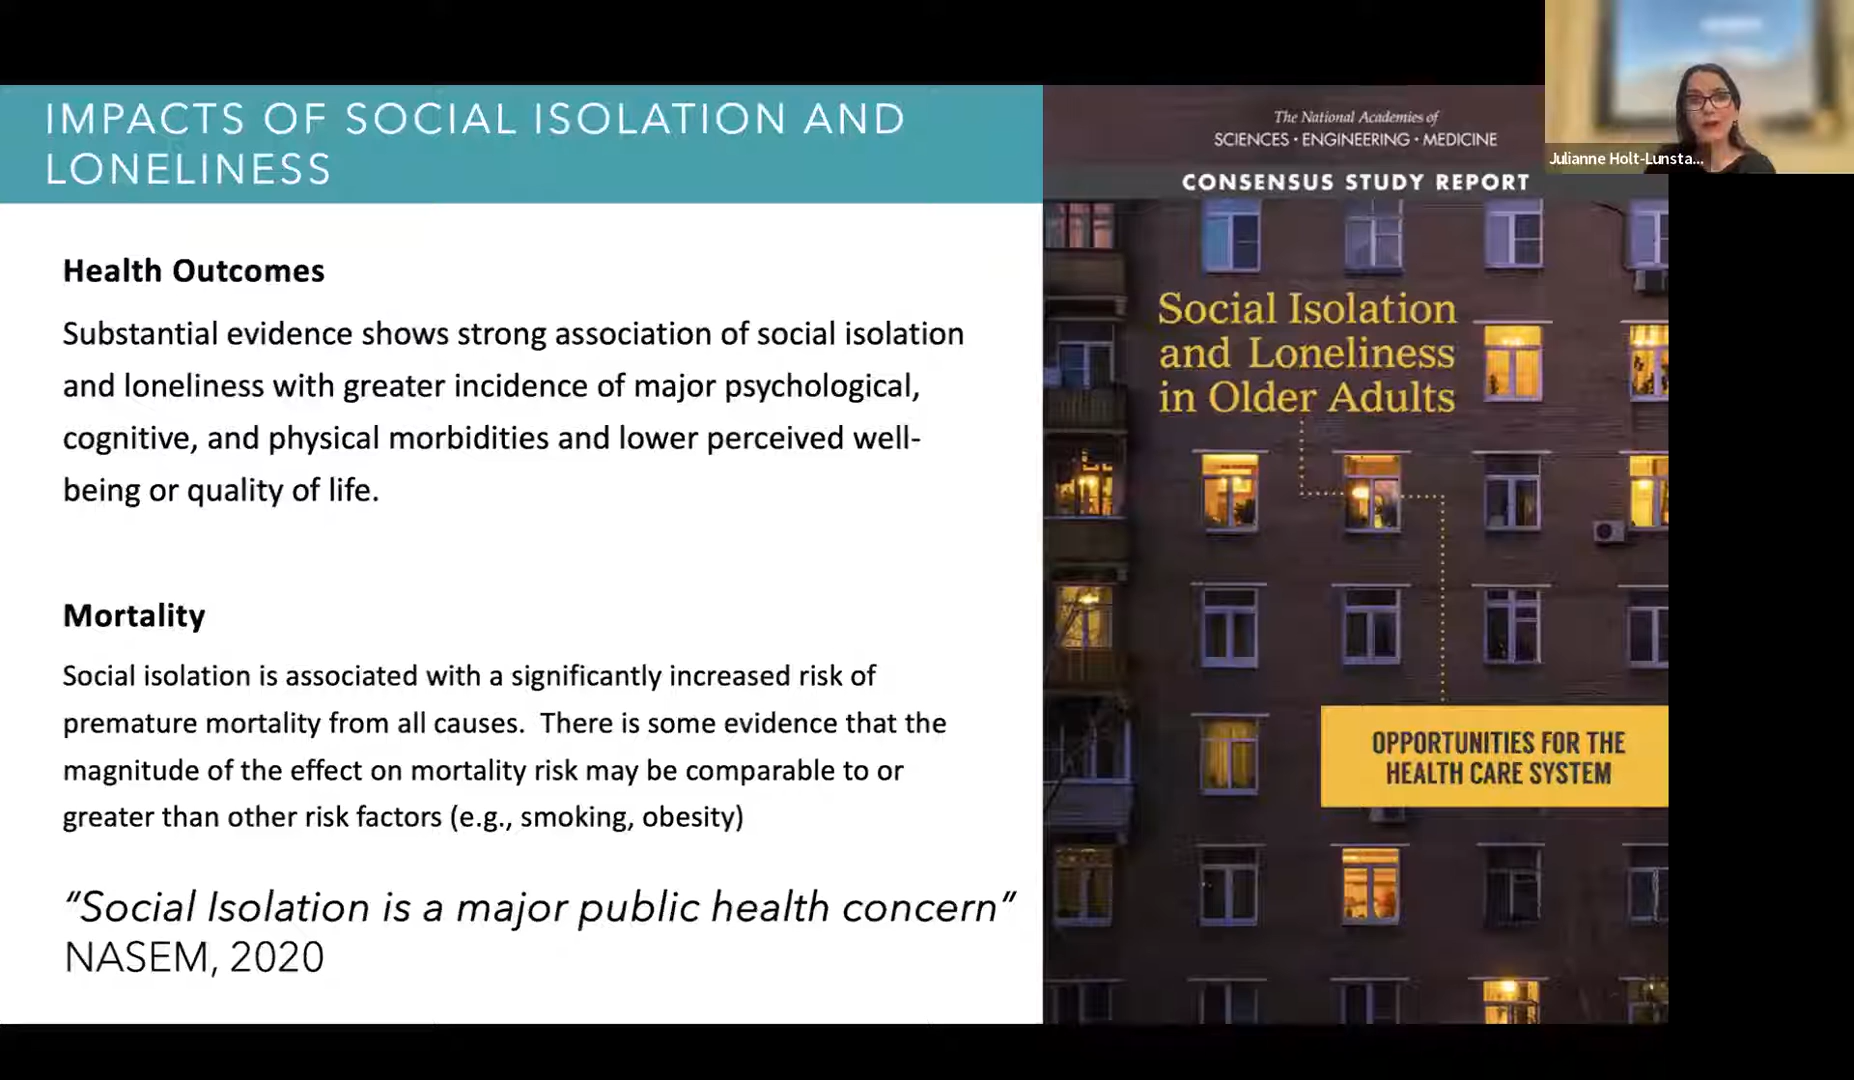 IMPACTS OF SOCIAL ISOLATION AND
LONELINESS
Health Outcomes
Substantial evidence shows strong association of social isolation
and loneliness with greater incidence of major psychological,
cognitive, and physical morbidities and lower perceived well-
being or quality of life.
Mortality
Social isolation is associated with a significantly increased risk of
premature mortality from all causes.  There is some evidence that the
magnitude of the effect on mortality risk may be comparable to or
greater than other risk factors (e.g., smoking, obesity)
“Social Isolation is a major public health concern”
NASEM, 2020
The National Academies of
SCIENCES · ENGINEERING · MEDICINE
CONSENSUS STUDY REPORT
Social Isolation
and Loneliness
in Older Adults
OPPORTUNITIES FOR THE
HEALTH CARE SYSTEM
Julianne Holt-Lunsta...